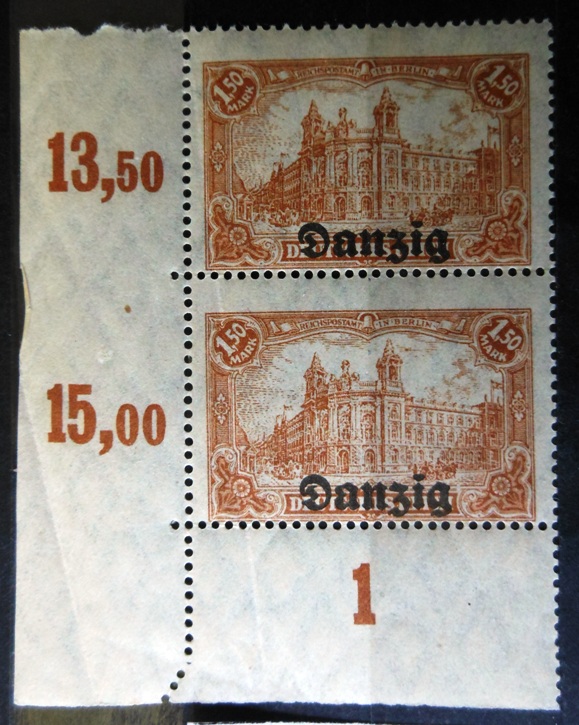 1.50
MARK
REICHSPOSTAMT IN BERLIN
1.50
MARK
Danzig
13,50
1.50
MARK
REICHSPOSTAMT IN BERLIN
1.50
MARK
Danzig
15,00
1